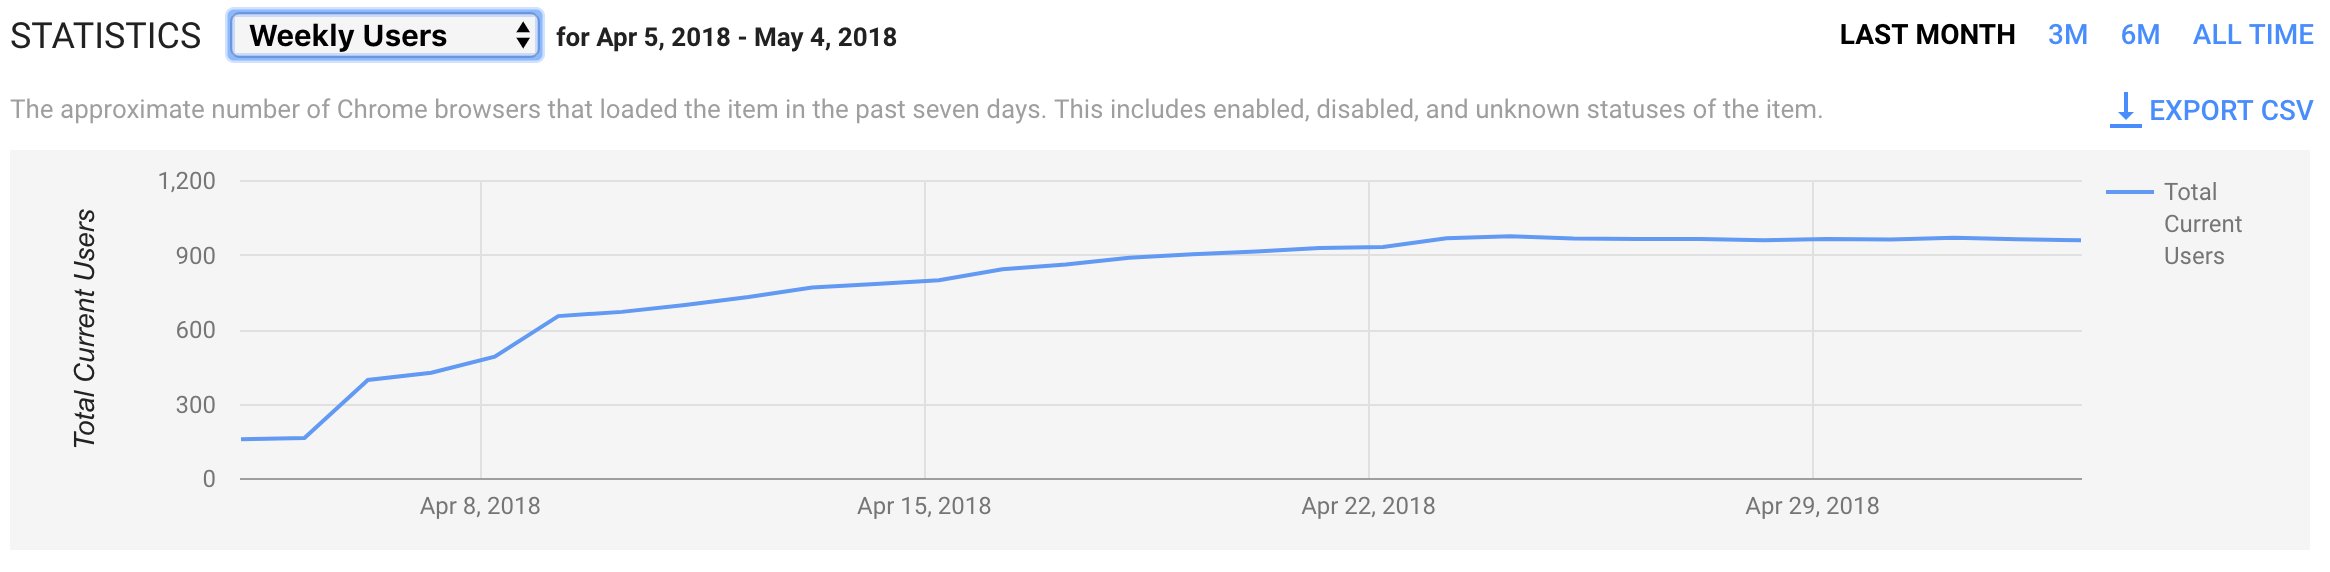 STATISTICS Weekly Users for Apr 5, 2018 - May 4, 2018 LAST MONTH 3M 6M ALL TIME
The approximate number of Chrome browsers that loaded the item in the past seven days. This includes enabled, disabled, and unknown statuses of the item. EXPORT CSV
Total Current Users
1,200
900
600
300
0
Apr 8, 2018 Apr 15, 2018 Apr 22, 2018 Apr 29, 2018
Total
Current
Users